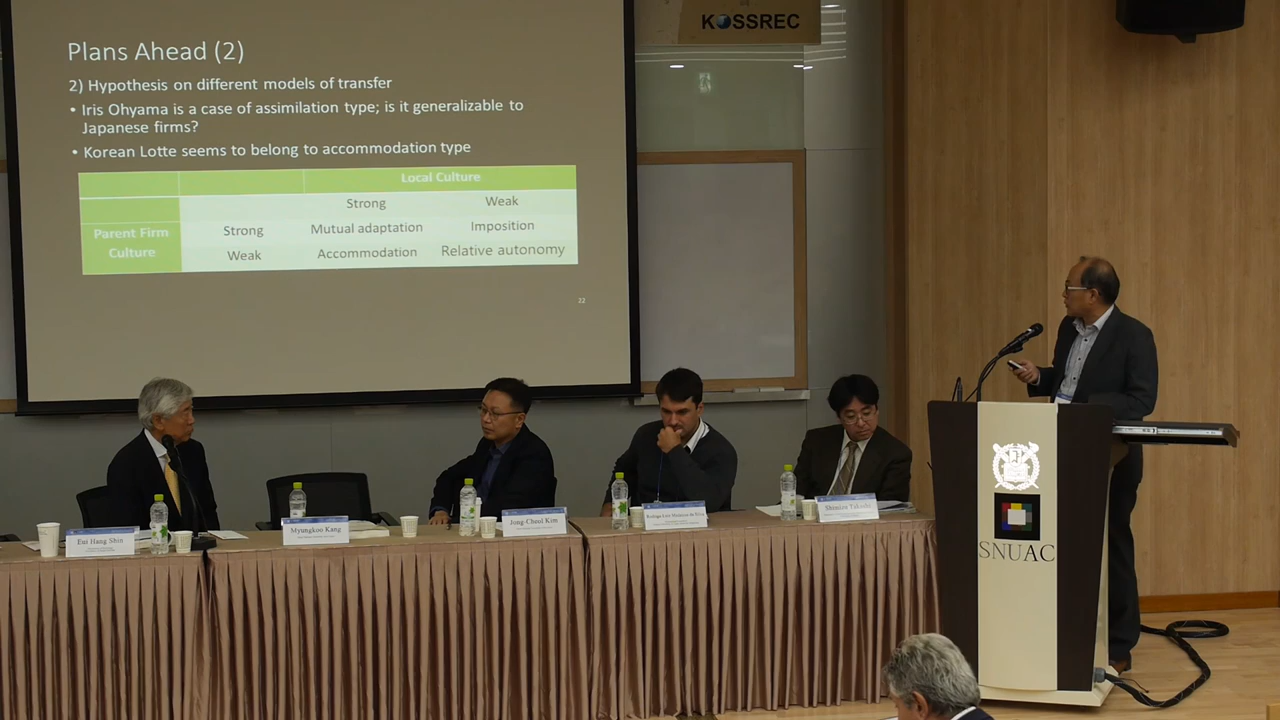 KOSSREC
Plans Ahead (2)
2) Hypothesis on different models of transfer
• Iris Ohyama is a case of assimilation type; is it generalizable to
Japanese firms?
• Korean Lotte seems to belong to accommodation type
Local Culture
Strong Weak
Parent Firm Culture
Strong Mutual adaptation Imposition
Weak Accommodation Relative autonomy
22
Eui Hang Shin
Myungkoo Kang
Jong-Cheol Kim
Shimizu
SNUAC